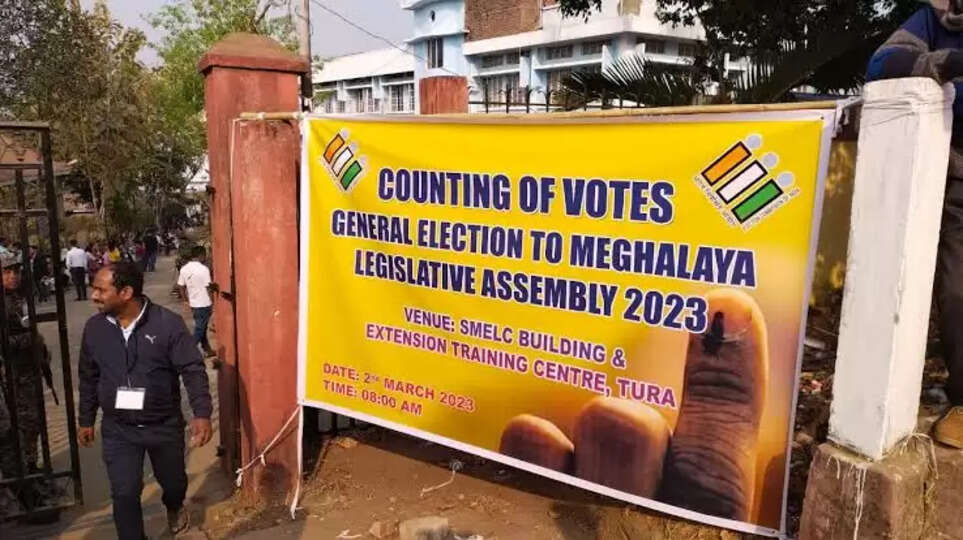 COUNTING OF VOTES
GENERAL ELECTION TO MEGHALAYA
LEGISLATIVE ASSEMBLY 2023
VENUE: SMELC BUILDING &
EXTENSION TRAINING CENTRE, TURA
DATE: 2ND MARCH 2023
TIME: 08:00 AM